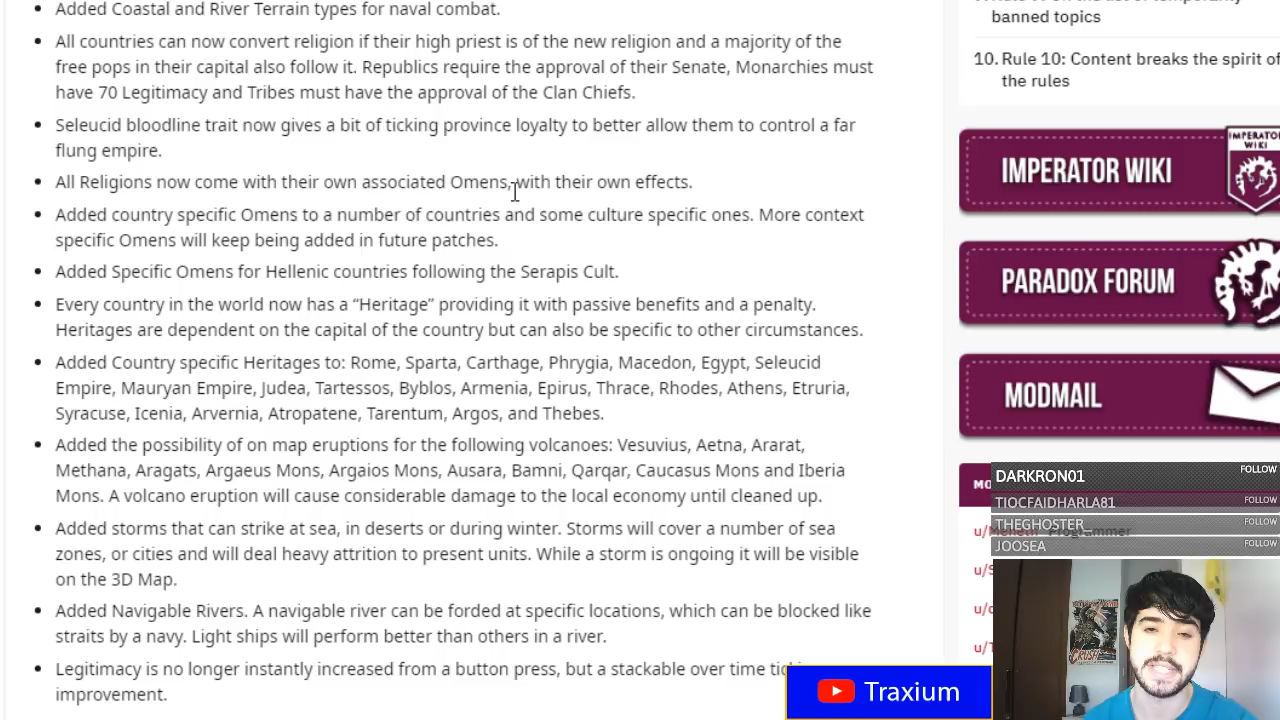 Added Coastal and River Terrain types for naval combat.
All countries can now convert religion if their high priest is of the new religion and a majority of the
free pops in their capital also follow it. Republics require the approval of their Senate, Monarchies must
have 70 Legitimacy and Tribes must have the approval of the Clan Chiefs.
Seleucid bloodline trait now gives a bit of ticking province loyalty to better allow them to control a far
flung empire.
All Religions now come with their own associated Omens, with their own effects.
Added country specific Omens to a number of countries and some culture specific ones. More context
specific Omens will keep being added in future patches.
Added Specific Omens for Hellenic countries following the Serapis Cult.
Every country in the world now has a “Heritage” providing it with passive benefits and a penalty.
Heritages are dependent on the capital of the country but can also be specific to other circumstances.
Added Country specific Heritages to: Rome, Sparta, Carthage, Phrygia, Macedon, Egypt, Seleucid
Empire, Mauryan Empire, Judea, Tartessos, Byblos, Armenia, Epirus, Thrace, Rhodes, Athens, Etruria,
Syracuse, Icenia, Arvernia, Atropatene, Tarentum, Argos, and Thebes.
Added the possibility of on map eruptions for the following volcanoes: Vesuvius, Aetna, Ararat,
Methana, Aragats, Argaeus Mons, Argaios Mons, Ausara, Bamni, Qarqar, Caucasus Mons and Iberia
Mons. A volcano eruption will cause considerable damage to the local economy until cleaned up.
Added storms that can strike at sea, in deserts or during winter. Storms will cover a number of sea
zones, or cities and will deal heavy attrition to present units. While a storm is ongoing it will be visible
on the 3D Map.
Added Navigable Rivers. A navigable river can be forded at specific locations, which can be blocked like
straits by a navy. Light ships will perform better than others in a river.
Legitimacy is no longer instantly increased from a button press, but a stackable over time
improvement.
banned topics
10. Rule 10: Content breaks the spirit of
the rules
IMPERATOR WIKI
IMPERATOR
WIKI
PARADOX FORUM
MODMAIL
MO
DARKRON01 FOLLOW
TIOCFAIDHARLA81 FOLLOW
THEGHOSTER_ FOLLOW
Programmer
JOOSEA FOLLOW
u/
u/
u/
CRUSH
Traxium